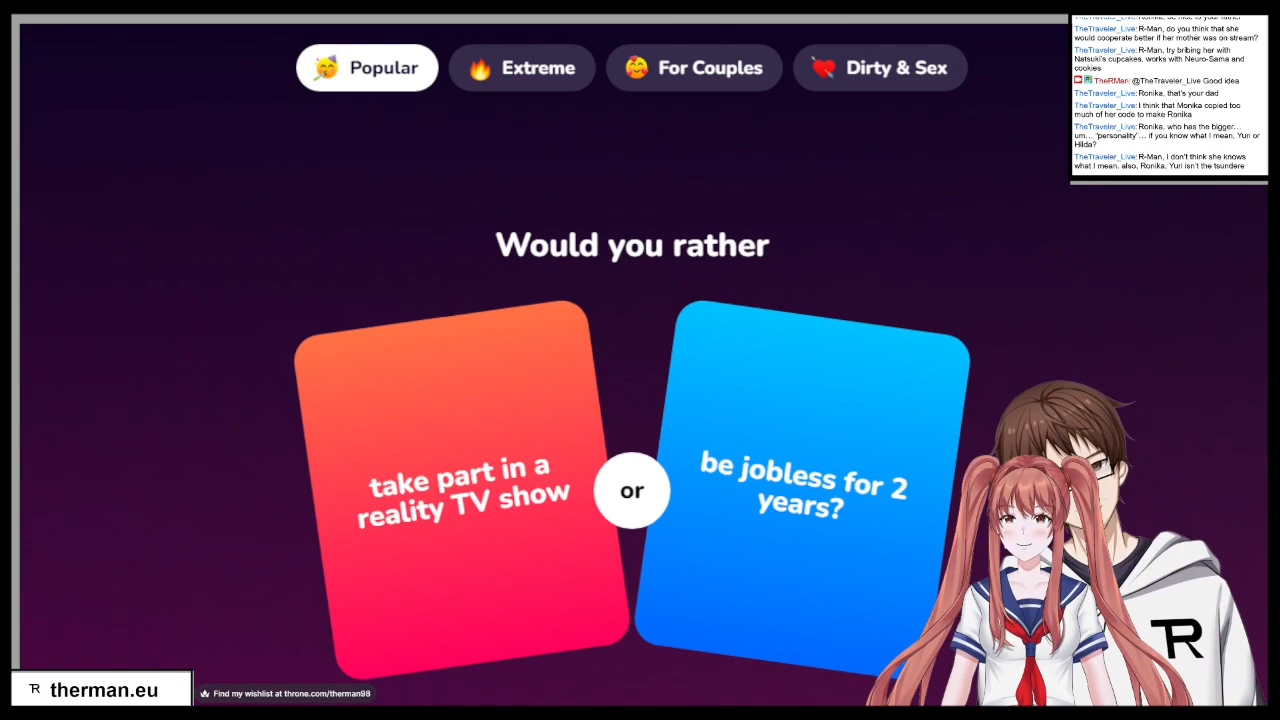 Popular
Extreme
For Couples
Dirty & Sex
TheTraveler_Live: R-Man, do you think that she
would cooperate better if her mother was on stream?
TheTraveler_Live: R-Man, try bribing her with
Natsuki's cupcakes. works with Neuro-Sama and
cookies
TheRMan: @TheTraveler_Live Good idea
TheTraveler_Live: Ronika, that's your dad
TheTraveler_Live: I think that Monika copied too
much of her code to make Ronika
TheTraveler_Live: Ronika, who has the bigger...
um... "personality"... if you know what I mean, Yuri or
Hilda?
TheTraveler_Live: R-Man, I don't think she knows
what I mean. also, Ronika, Yuri isn't the tsundere
Would you rather
take part in a
reality TV show
or
be jobless for 2
years?
TR
TR therman.eu
Find my wishlist at throne.com/therman98